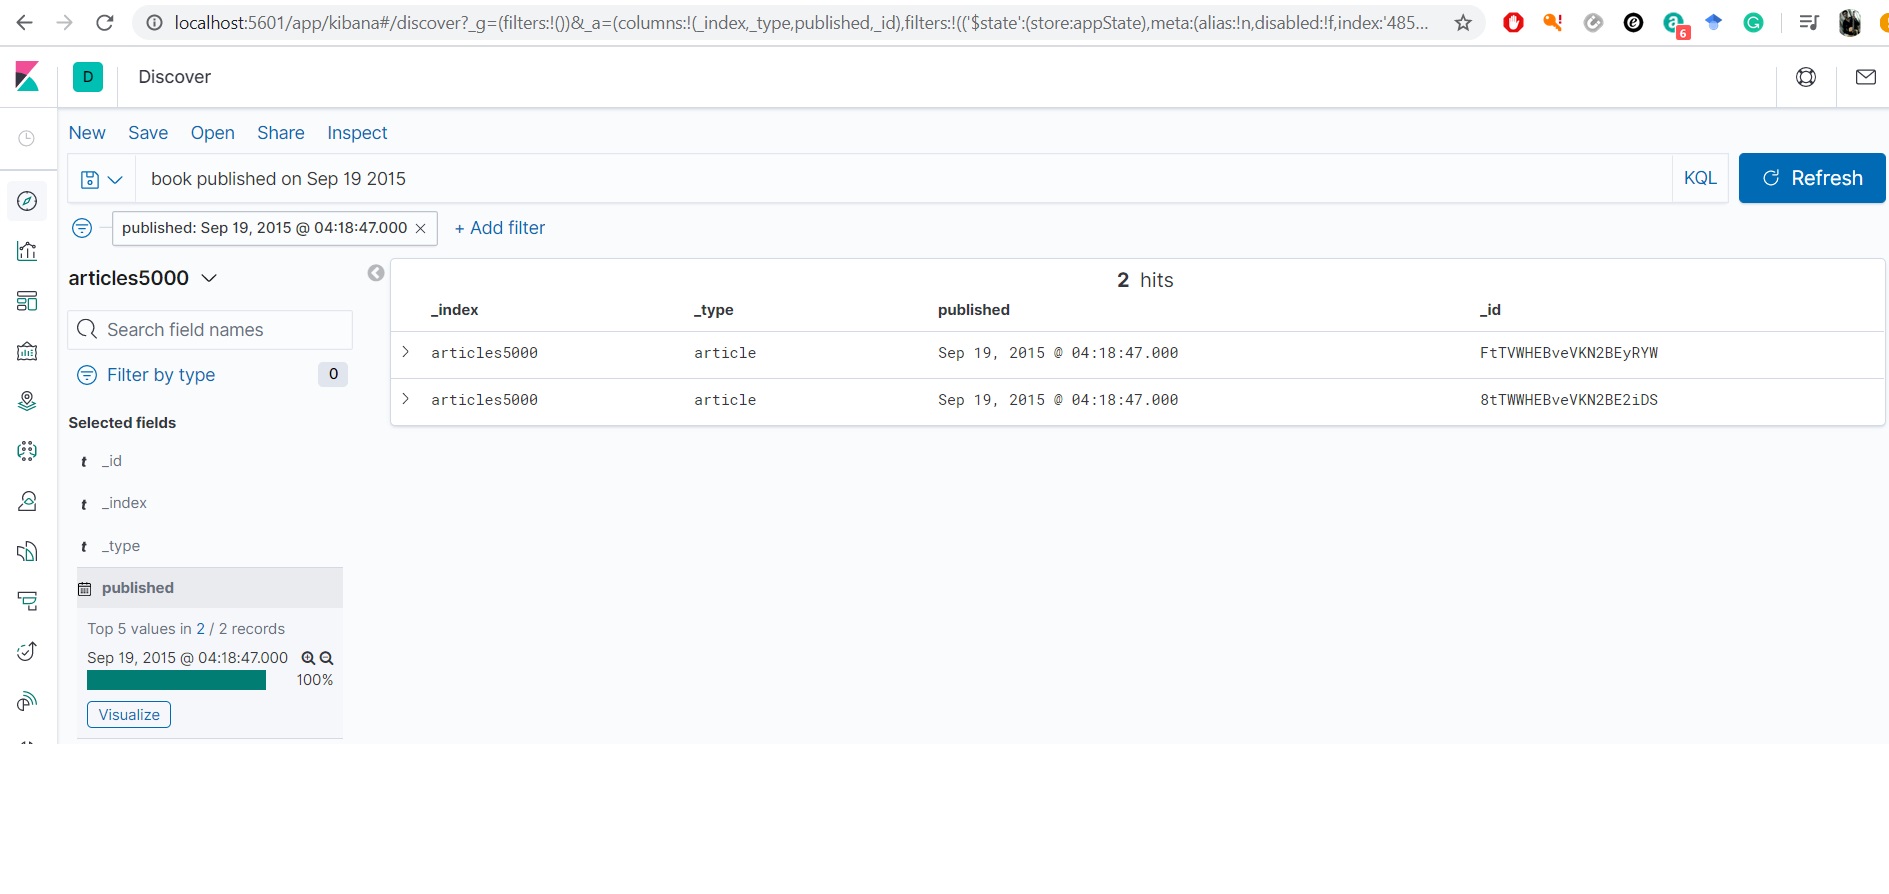 localhost:5601/app/kibana#/discover?_g=(filters:!())&_a=(columns:!(_index,_type,published,_id),filters:!(('$state':(store:appState),meta:(alias:!n,disabled:!f,index:'485...
6
D Discover
New Save Open Share Inspect
book published on Sep 19 2015 KQL Refresh
published: Sep 19, 2015 @ 04:18:47.000 × + Add filter
articles5000
2 hits
_index _type published _id
Search field names
articles5000 article Sep 19, 2015 @ 04:18:47.000 FtTVWHEBveVKN2BEyRYW
Filter by type 0
articles5000 article Sep 19, 2015 @ 04:18:47.000 8tTWWHEBveVKN2BE2iDS
Selected fields
t _id
t _index
t _type
published
Top 5 values in 2 / 2 records
Sep 19, 2015 @ 04:18:47.000
100%
Visualize